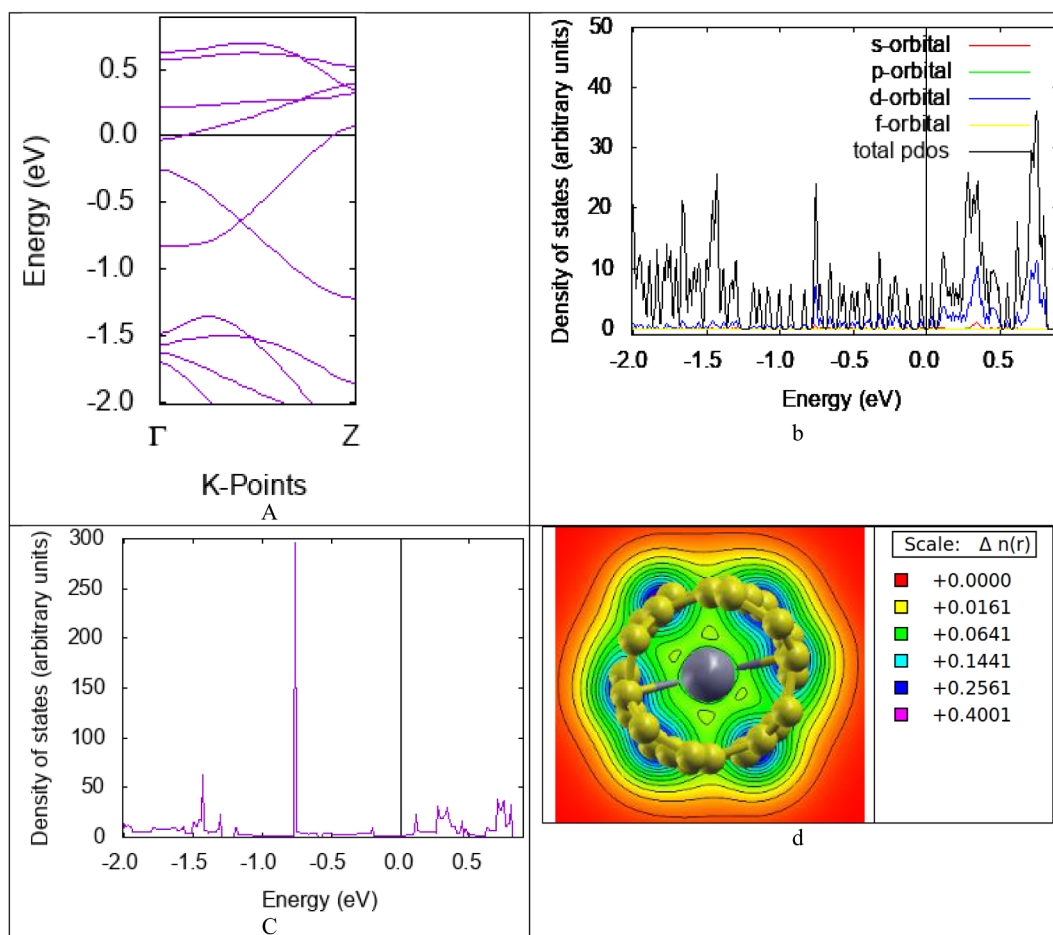 0.5
0.0
-0.5
-1.0
-1.5
-2.0
Energy (eV)
Γ
Z
K-Points
A
50
40
30
20
10
0
Density of states (arbitrary units)
s-orbital
p-orbital
d-orbital
f-orbital
total pdos
-2.0 -1.5 -1.0 -0.5 0.0 0.5
Energy (eV)
b
300
250
200
150
100
50
0
Density of states (arbitrary units)
-2.0 -1.5 -1.0 -0.5 0.0 0.5
Energy (eV)
C
Scale: Δ n(r)
+0.0000
+0.0161
+0.0641
+0.1441
+0.2561
+0.4001
d